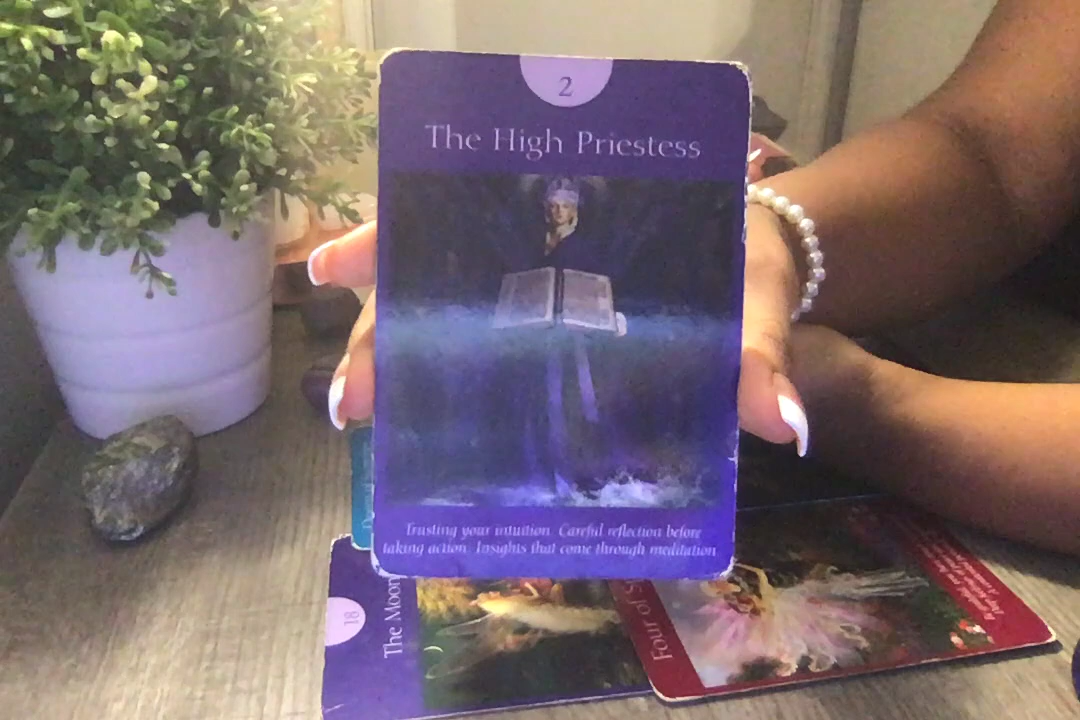 2
The High Priestess
Trusting your intuition. Careful reflection before
taking action. Insights that come through meditation
18
The Moon
Four of